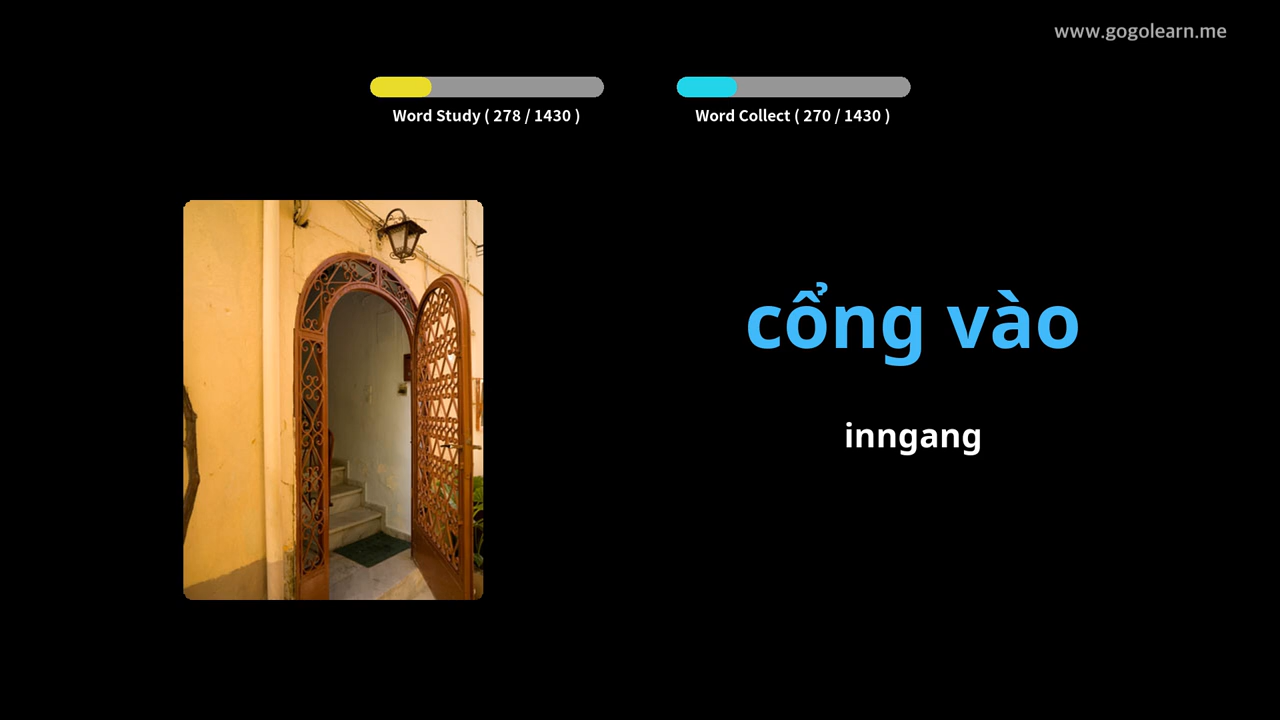 www.gogolearn.me
Word Study ( 278 / 1430 )
Word Collect ( 270 / 1430 )
cổng vào
inngang